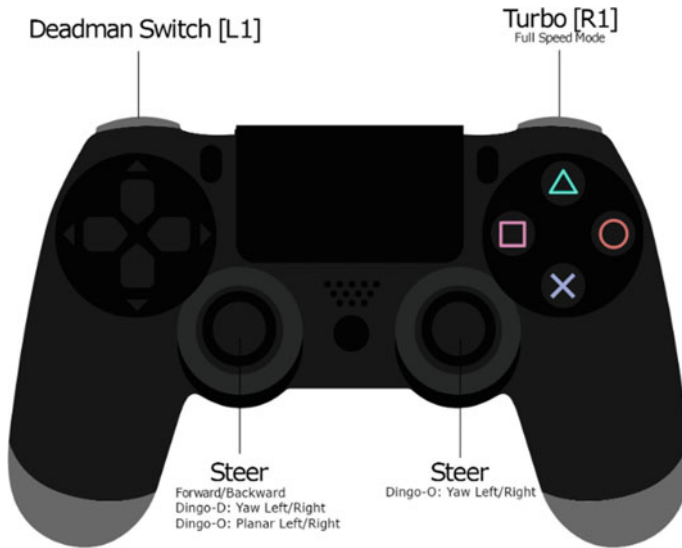 Deadman Switch [L1]
Turbo [R1]
Full Speed Mode
Steer
Forward/Backward
Dingo-D: Yaw Left/Right
Dingo-O: Planar Left/Right
Steer
Dingo-O: Yaw Left/Right